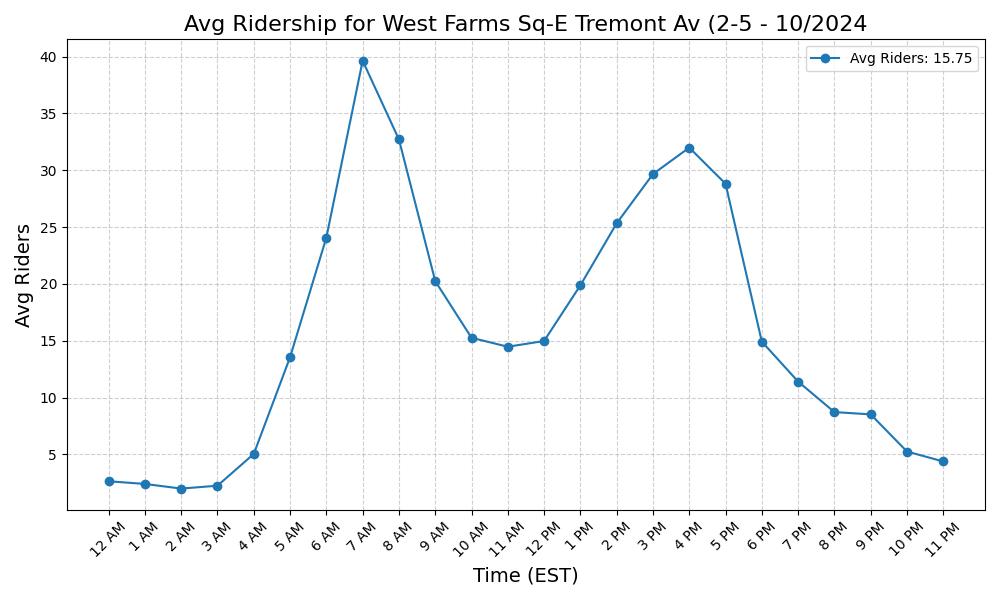 Avg Ridership for West Farms Sq-E Tremont Av (2-5 - 10/2024
Avg Riders: 15.75
Avg Riders
40
35
30
25
20
15
10
5
12 AM 1 AM 2 AM 3 AM 4 AM 5 AM 6 AM 7 AM 8 AM 9 AM 10 AM 11 AM 12 PM 1 PM 2 PM 3 PM 4 PM 5 PM 6 PM 7 PM 8 PM 9 PM 10 PM 11 PM
Time (EST)